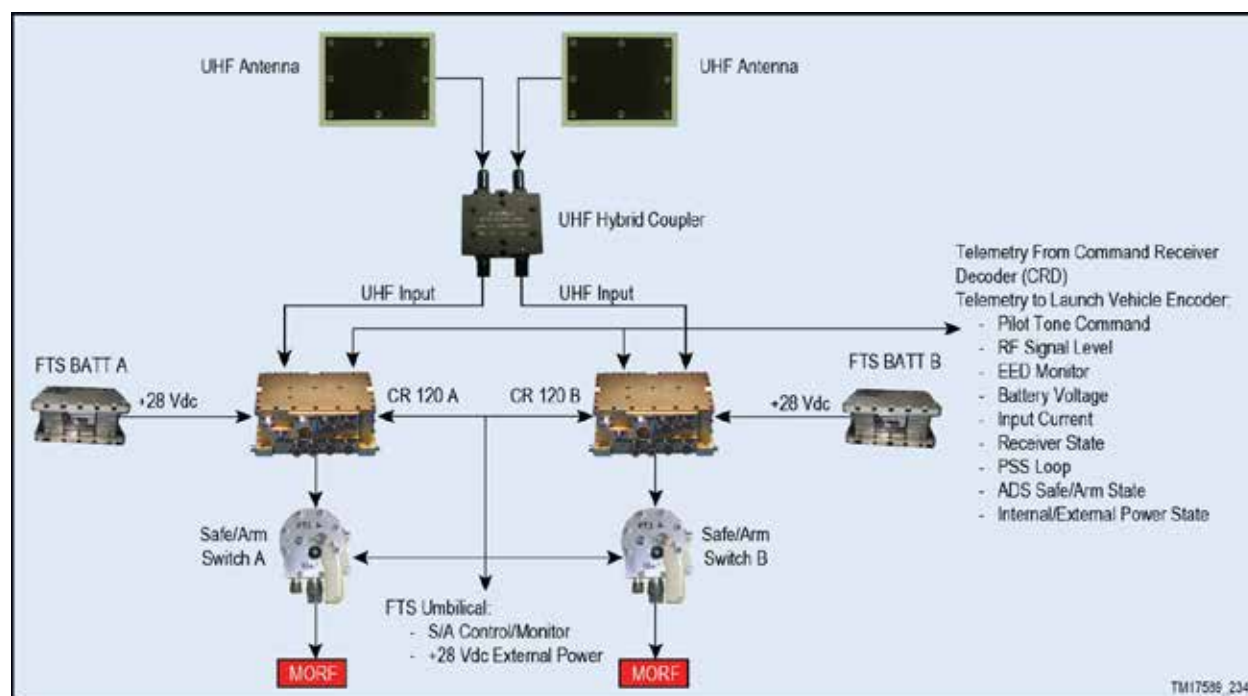 UHF Antenna
UHF Antenna
UHF Hybrid Coupler
UHF Input
UHF Input
Telemetry From Command Receiver
Decoder (CRD)
Telemetry to Launch Vehicle Encoder:
- Pilot Tone Command
- RF Signal Level
- EED Monitor
- Battery Voltage
- Input Current
- Receiver State
- PSS Loop
- ADS Safe/Arm State
- Internal/External Power State
FTS BATT A
+28 Vdc
CR 120 A
CR 120 B
+28 Vdc
FTS BATT B
Safe/Arm
Switch A
Safe/Arm
Switch B
FTS Umbilical:
- S/A Control/Monitor
- +28 Vdc External Power
MORF
MORF
TM17589_234